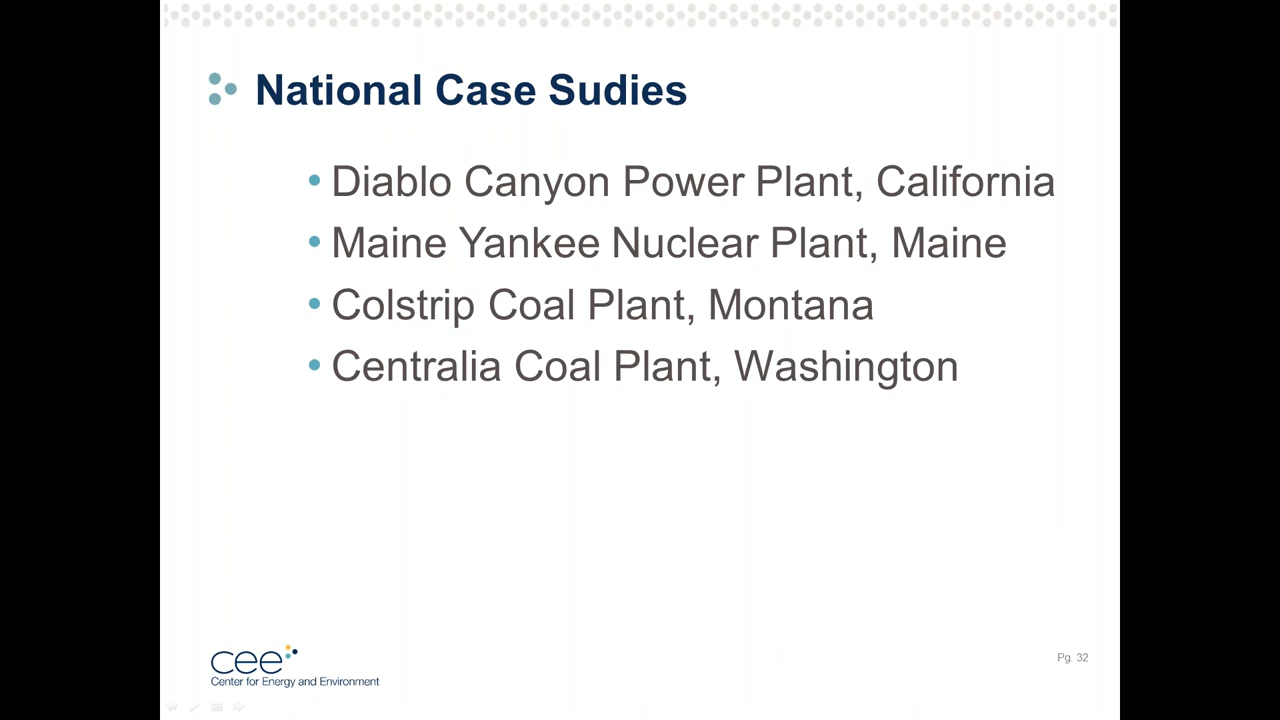 National Case Sudies
• Diablo Canyon Power Plant, California
• Maine Yankee Nuclear Plant, Maine
• Colstrip Coal Plant, Montana
• Centralia Coal Plant, Washington
cee
Center for Energy and Environment
Pg. 32